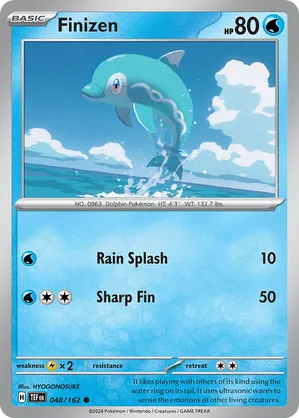 BASIC
Finizen
HP 80
NO. 0963 Dolphin Pokémon HT: 4'3" WT: 132.7 lbs.
Rain Splash 10
Sharp Fin 50
weakness ×2 resistance retreat
Illus. HYOGONOSUKE
H TEF EN 048/162
It likes playing with others of its kind using the
water ring on its tail. It uses ultrasonic waves to
sense the emotions of other living creatures.
©2024 Pokémon / Nintendo / Creatures / GAME FREAK